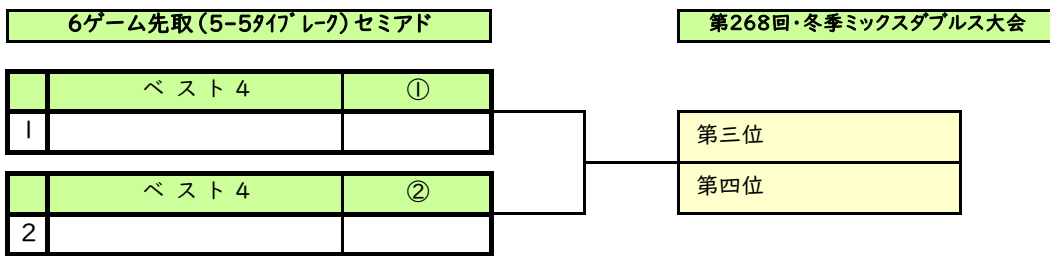 6ゲーム先取(5-5ﾀｲﾌﾞﾚｰｸ)セミアド
第268回・冬季ミックスダブルス大会
ベスト4 ①
1
第三位
ベスト4 ②
第四位
2